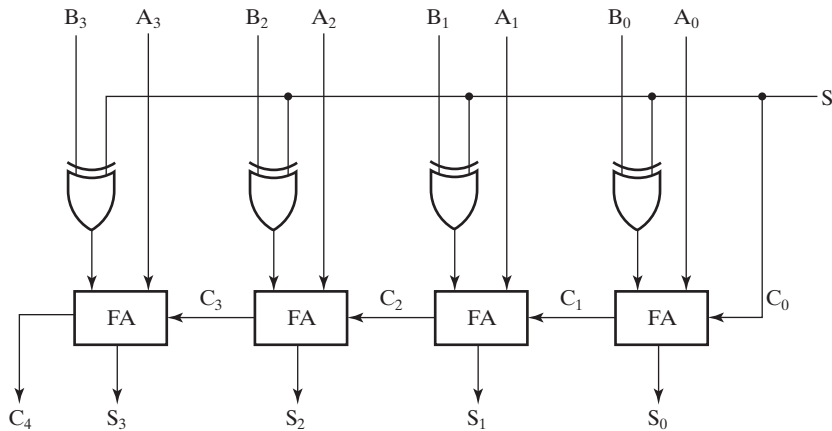 B₃ A₃ B₂ A₂ B₁ A₁ B₀ A₀
S
C₃ C₂ C₁ C₀
FA FA FA FA
C₄ S₃ S₂ S₁ S₀